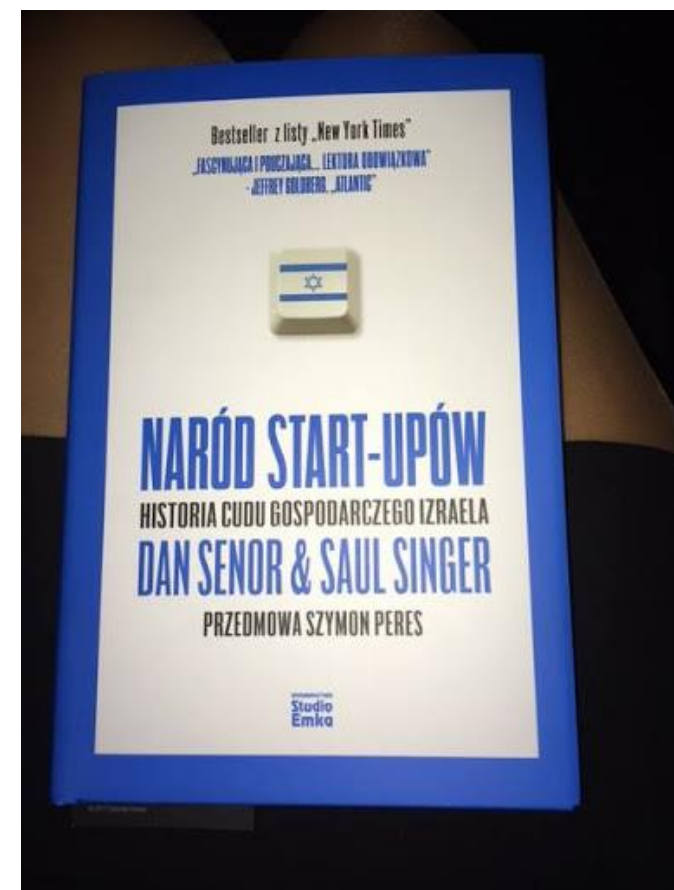 Bestseller z listy „New York Times"
„FASCYNUJĄCA I POUCZAJĄCA... LEKTURA OBOWIĄZKOWA"
- JEFFREY GOLDBERG, „ATLANTIC"
NARÓD START-UPÓW
HISTORIA CUDU GOSPODARCZEGO IZRAELA
DAN SENOR & SAUL SINGER
PRZEDMOWA SZYMON PERES
WYDAWNICTWO
Studio
Emka